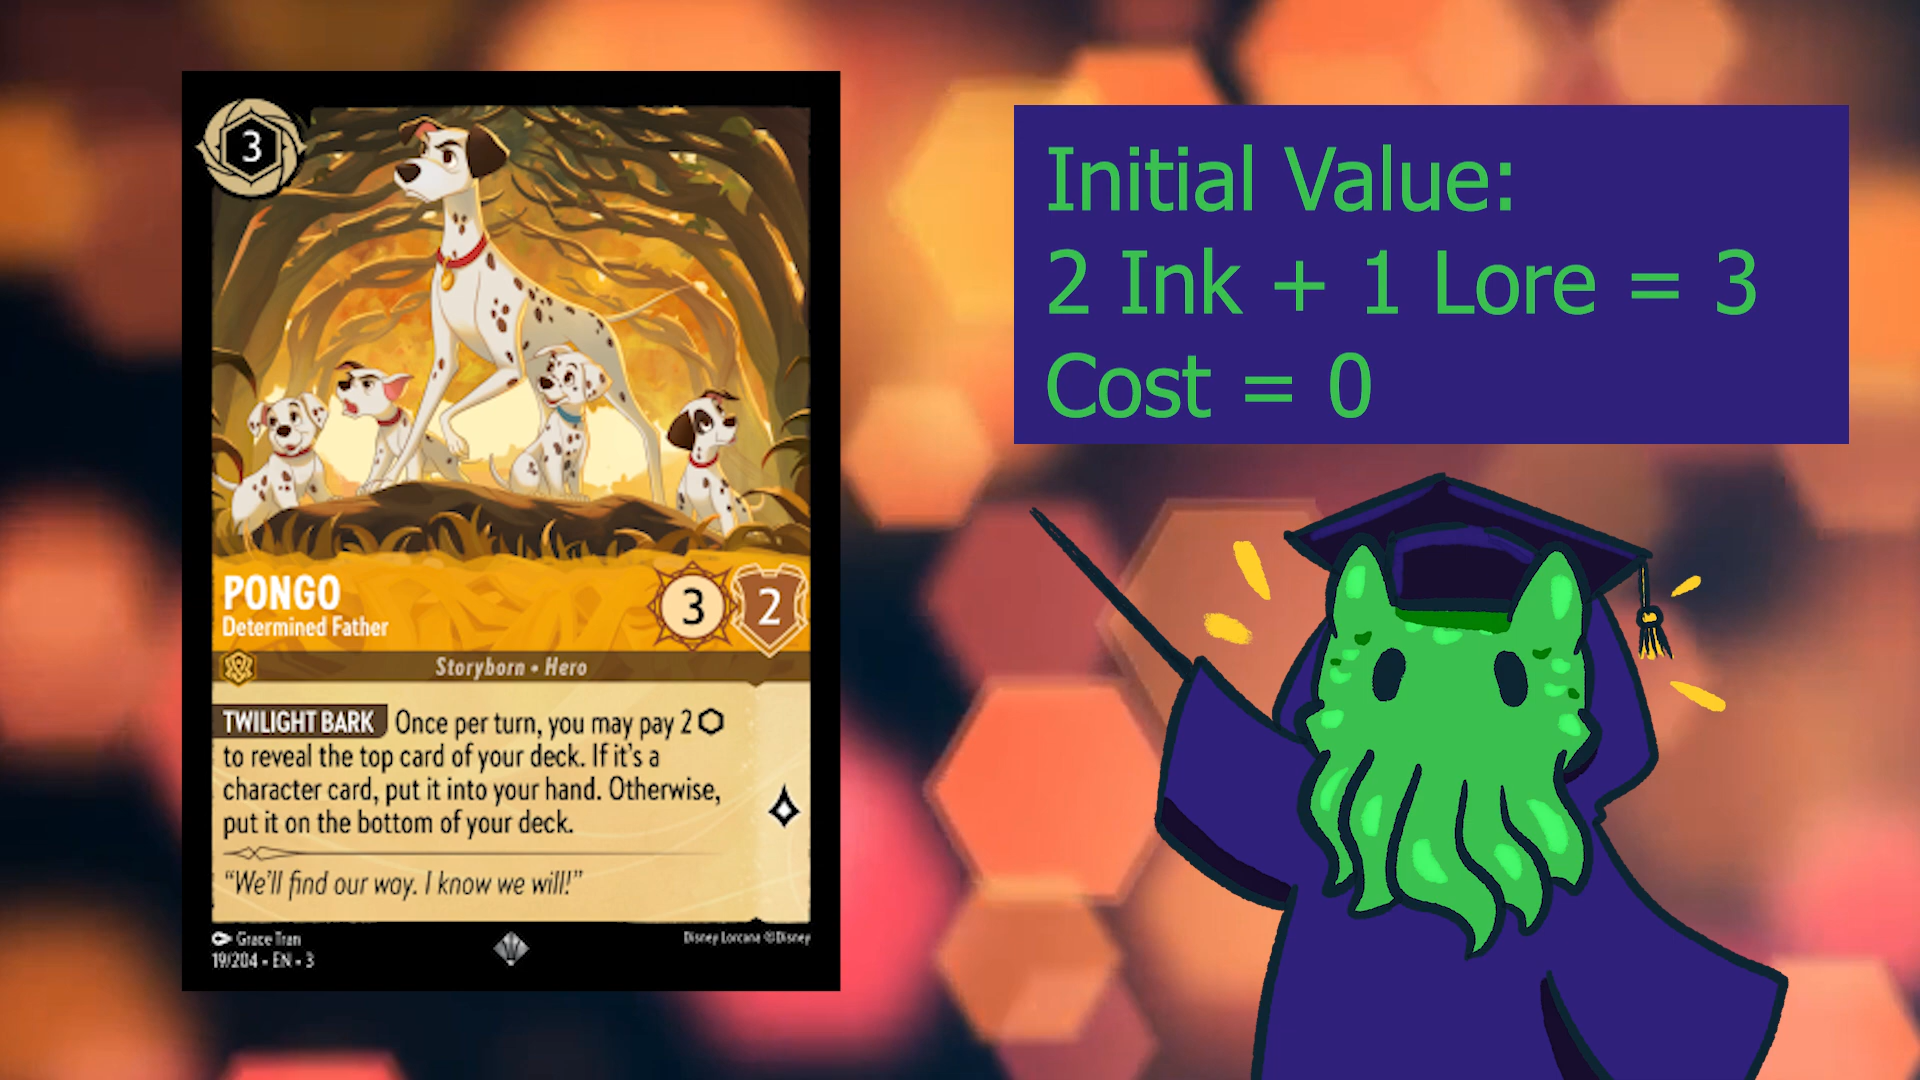 3
PONGO
Determined Father
3
2
Storyborn • Hero
TWILIGHT BARK Once per turn, you may pay 2
to reveal the top card of your deck. If it's a
character card, put it into your hand. Otherwise,
put it on the bottom of your deck.
“We'll find our way. I know we will!”
Grace Tran
19/204 • EN • 3
Disney Lorcana ©Disney
Initial Value:
2 Ink + 1 Lore = 3
Cost = 0